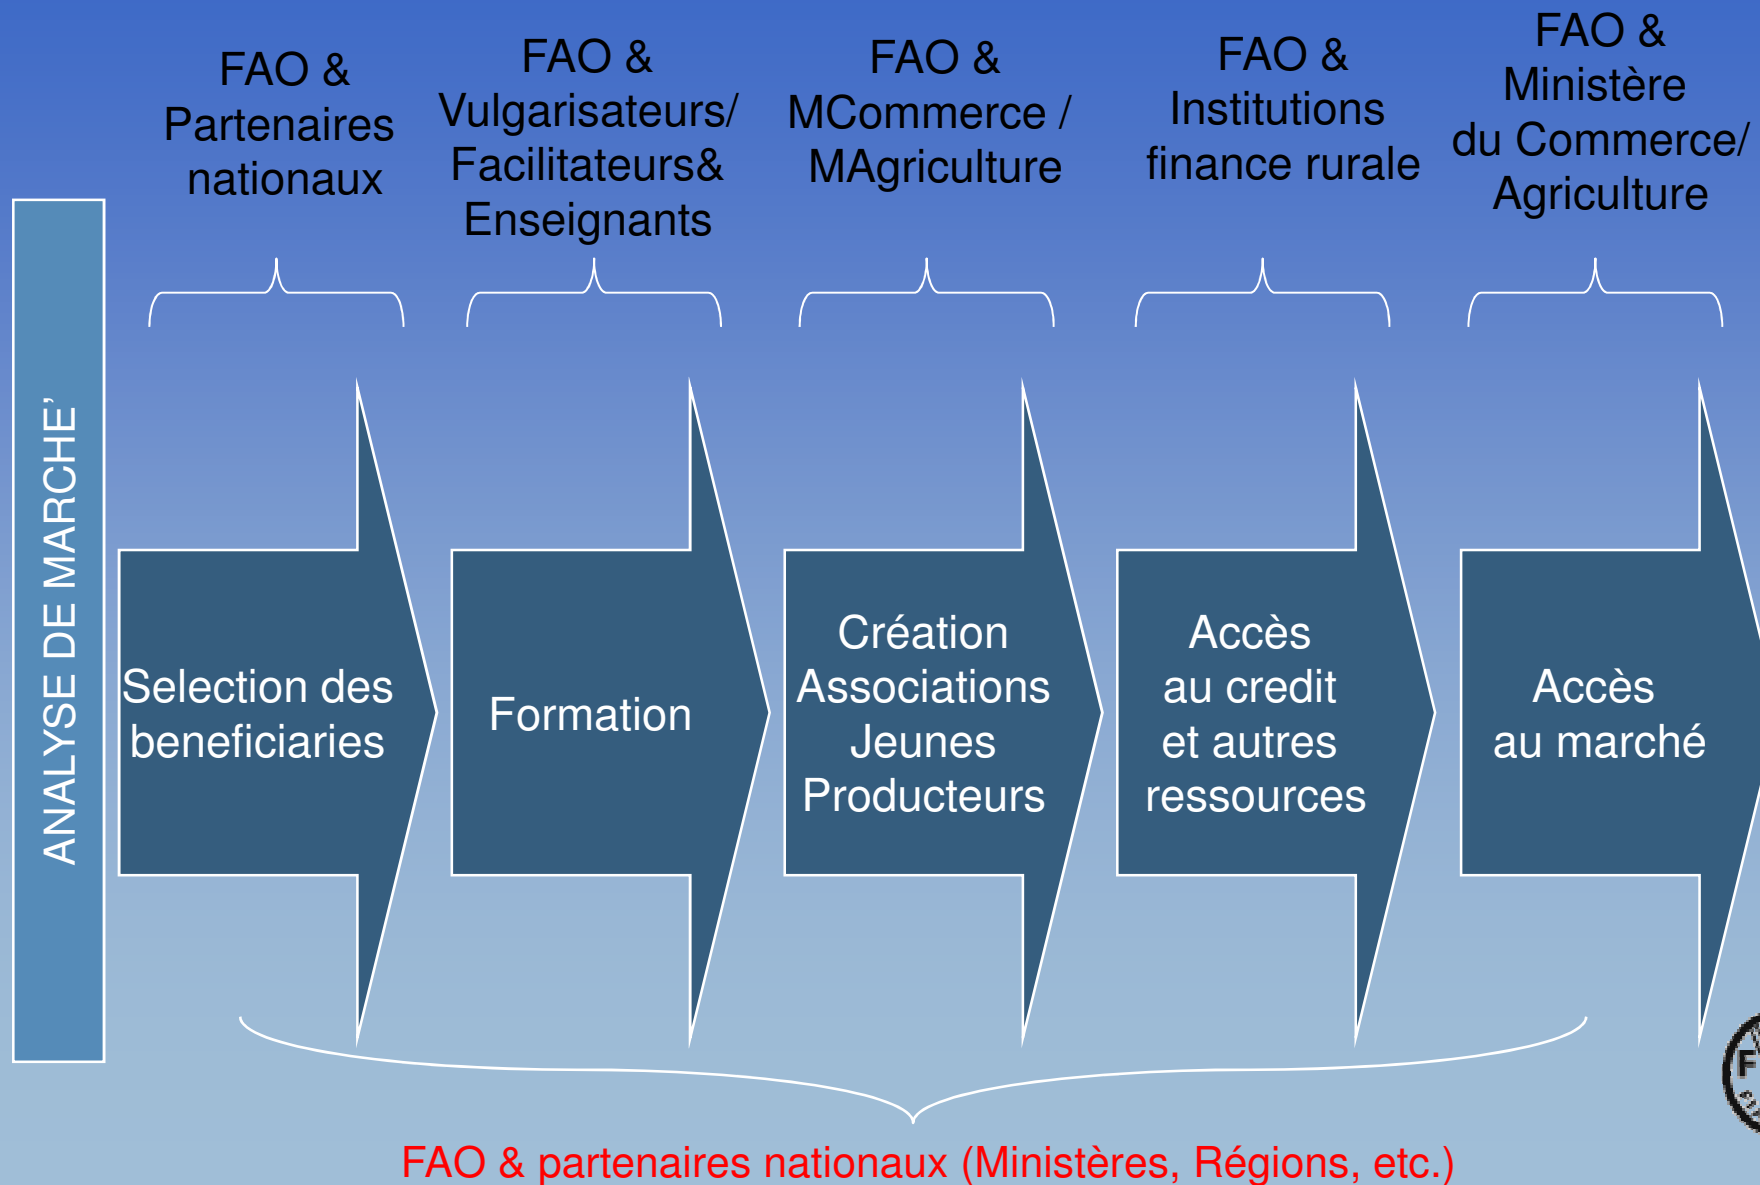 FAO &
Partenaires
nationaux
FAO &
Vulgarisateurs/
Facilitateurs&
Enseignants
FAO &
MCommerce /
MAgriculture
FAO &
Institutions
finance rurale
FAO &
Ministère
du Commerce/
Agriculture
ANALYSE DE MARCHE'
Selection des
beneficiaries
Formation
Création
Associations
Jeunes
Producteurs
Accès
au credit
et autres
ressources
Accès
au marché
FAO & partenaires nationaux (Ministères, Régions, etc.)